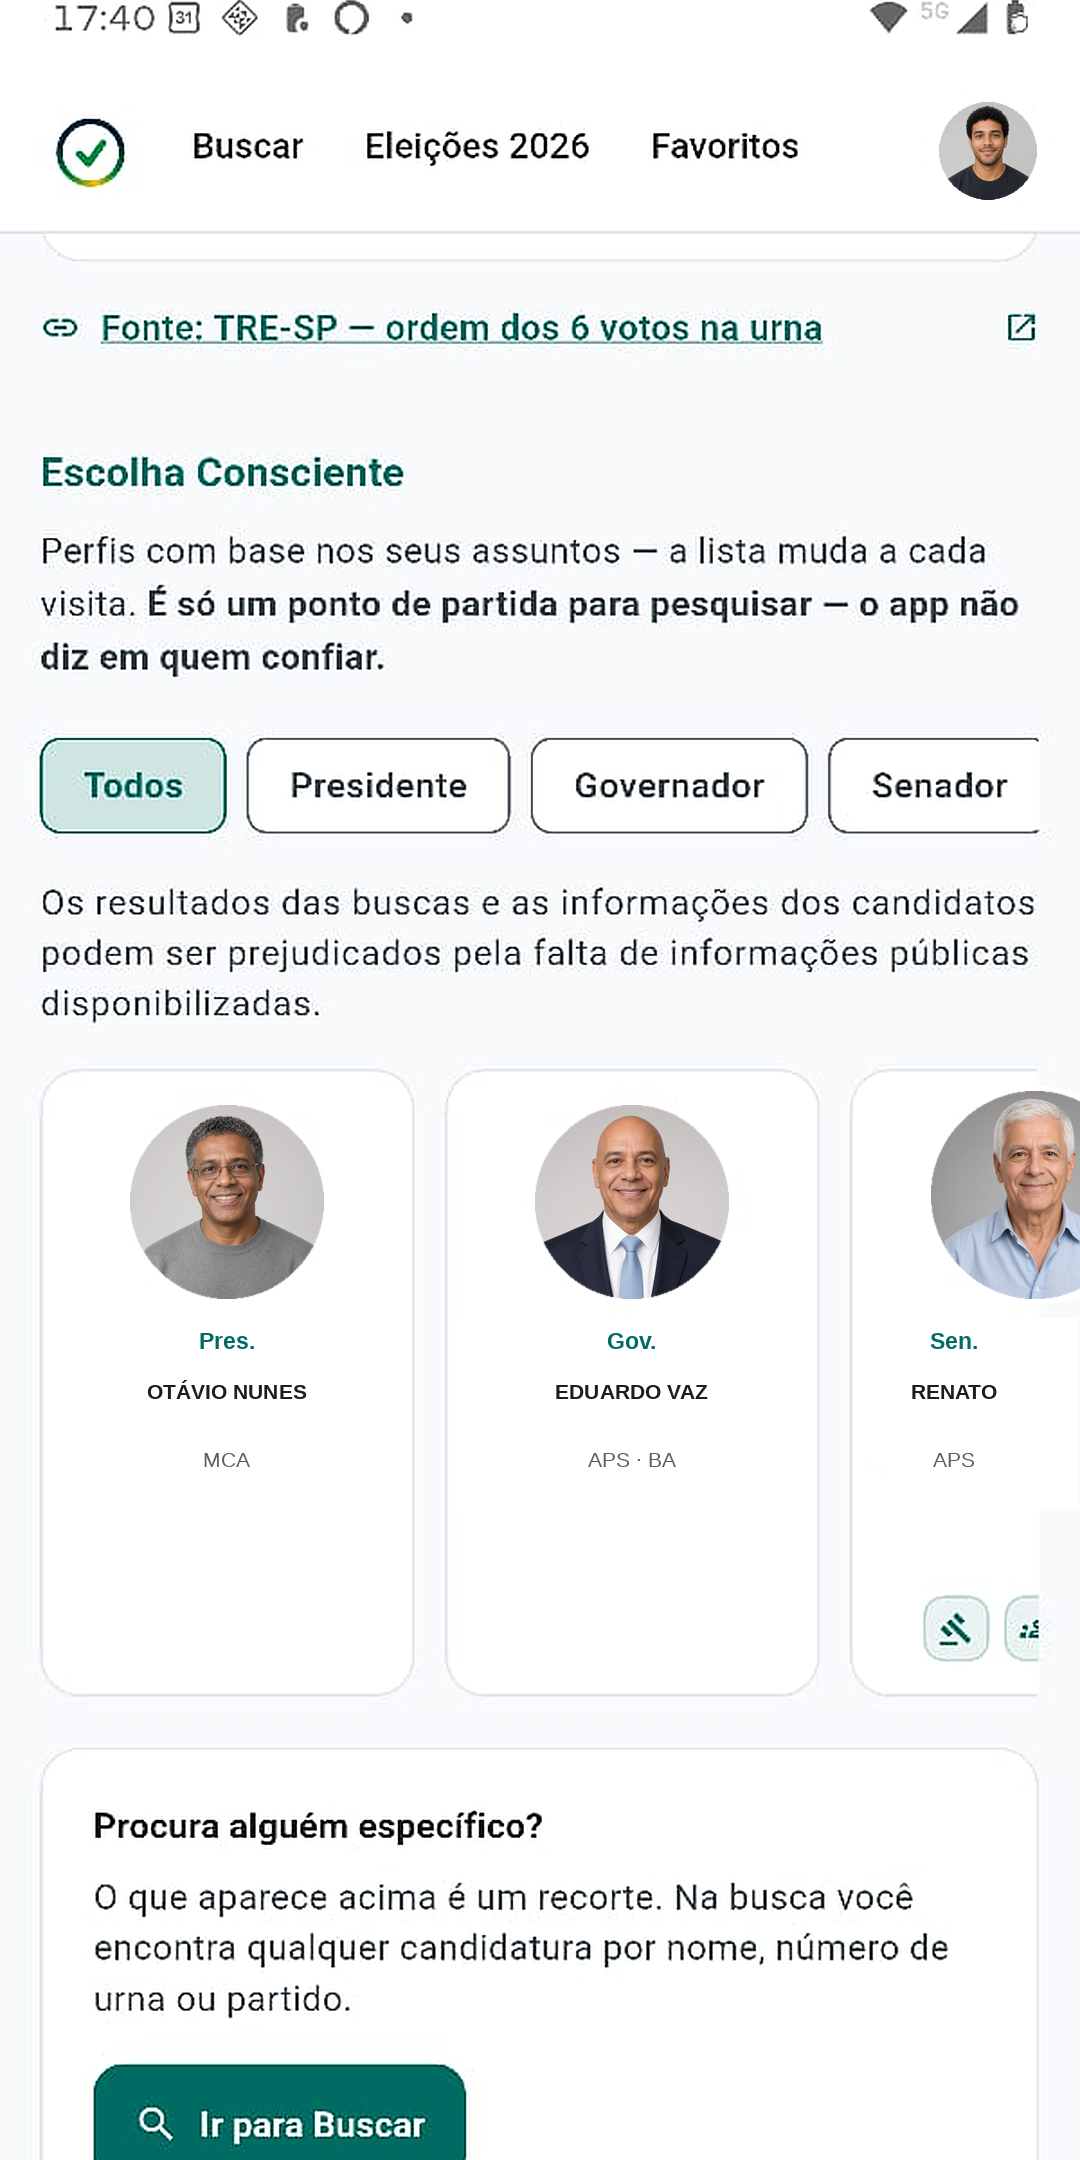 17:40
31
5G
Buscar Eleições 2026 Favoritos
Fonte: TRE-SP — ordem dos 6 votos na urna
Escolha Consciente
Perfis com base nos seus assuntos — a lista muda a cada
visita. É só um ponto de partida para pesquisar — o app não
diz em quem confiar.
Todos Presidente Governador Senador
Os resultados das buscas e as informações dos candidatos
podem ser prejudicados pela falta de informações públicas
disponibilizadas.
Pres. Gov. Sen.
OTÁVIO NUNES EDUARDO VAZ RENATO
MCA APS · BA APS
Procura alguém específico?
O que aparece acima é um recorte. Na busca você
encontra qualquer candidatura por nome, número de
urna ou partido.
Ir para Buscar